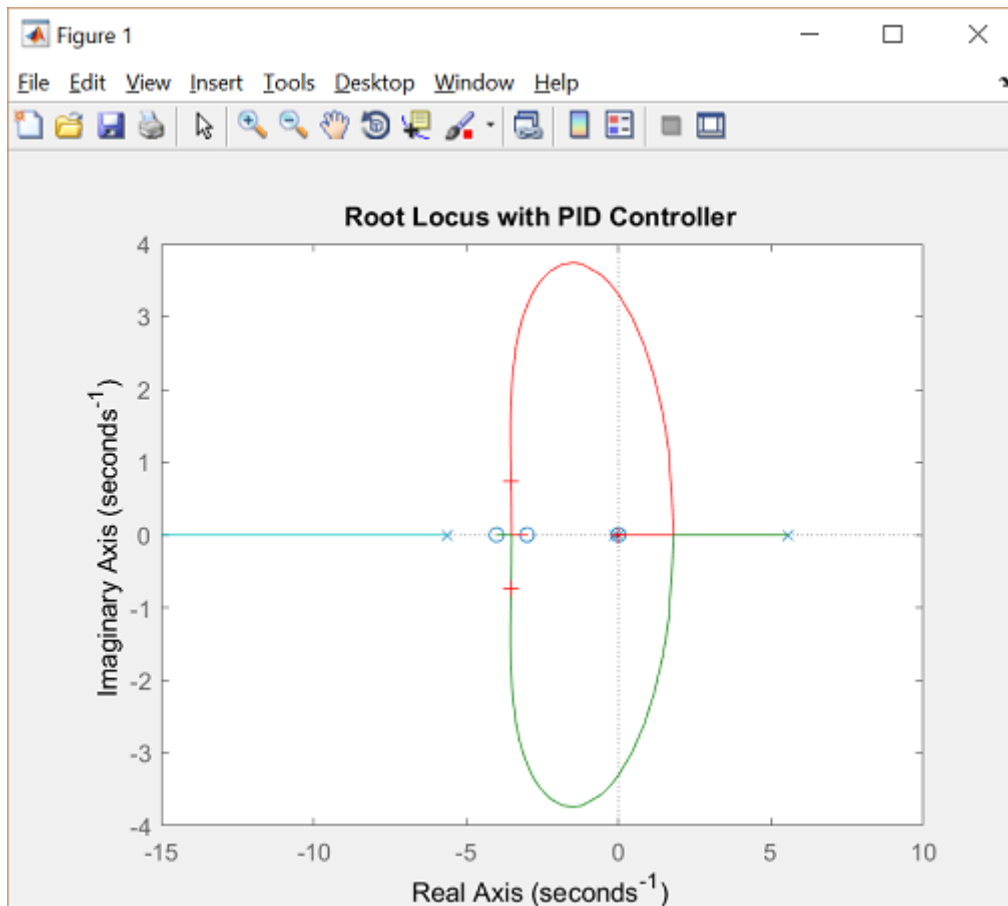 Figure 1
File Edit View Insert Tools Desktop Window Help
Root Locus with PID Controller
4
3
2
1
0
-1
-2
-3
-4
Imaginary Axis (seconds⁻¹)
-15 -10 -5 0 5 10
Real Axis (seconds⁻¹)